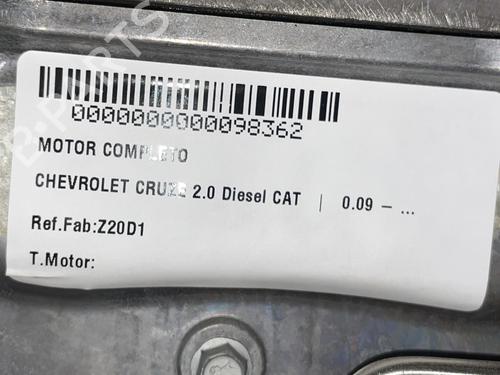 0000000000098362
MOTOR COMPLETO
CHEVROLET CRUZE 2.0 Diesel CAT | 0.09 – ...
Ref.Fab:Z20D1
T.Motor: